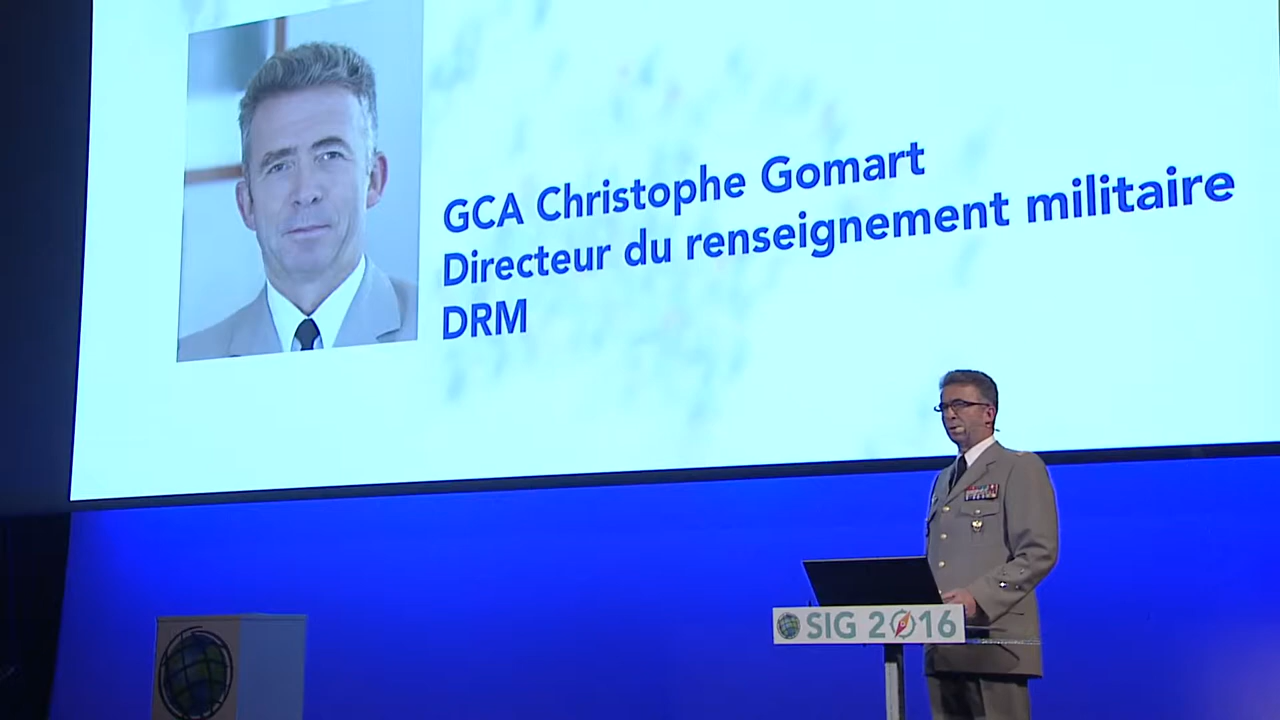 GCA Christophe Gomart
Directeur du renseignement militaire
DRM
SIG 2016